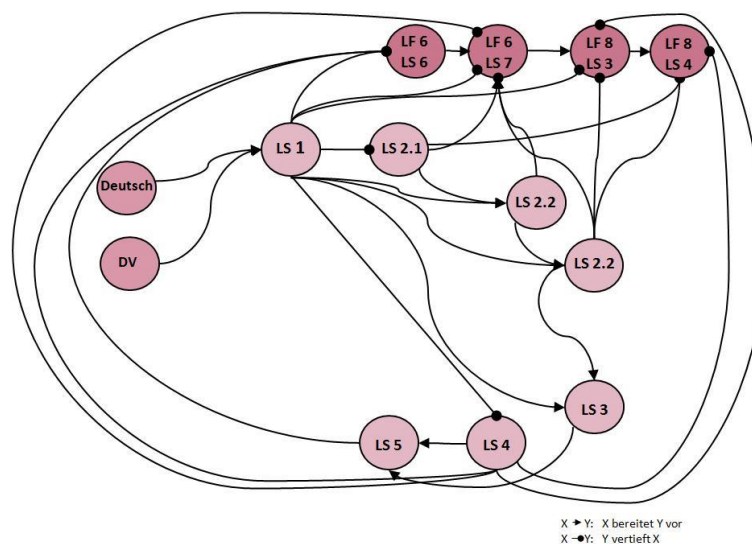 LF 6
LS 6
LF 6
LS 7
LF 8
LS 3
LF 8
LS 4
LS 1
LS 2.1
Deutsch
LS 2.2
DV
LS 2.2
LS 3
LS 5
LS 4
X Y: X bereitet Y vor
X Y: Y vertieft X